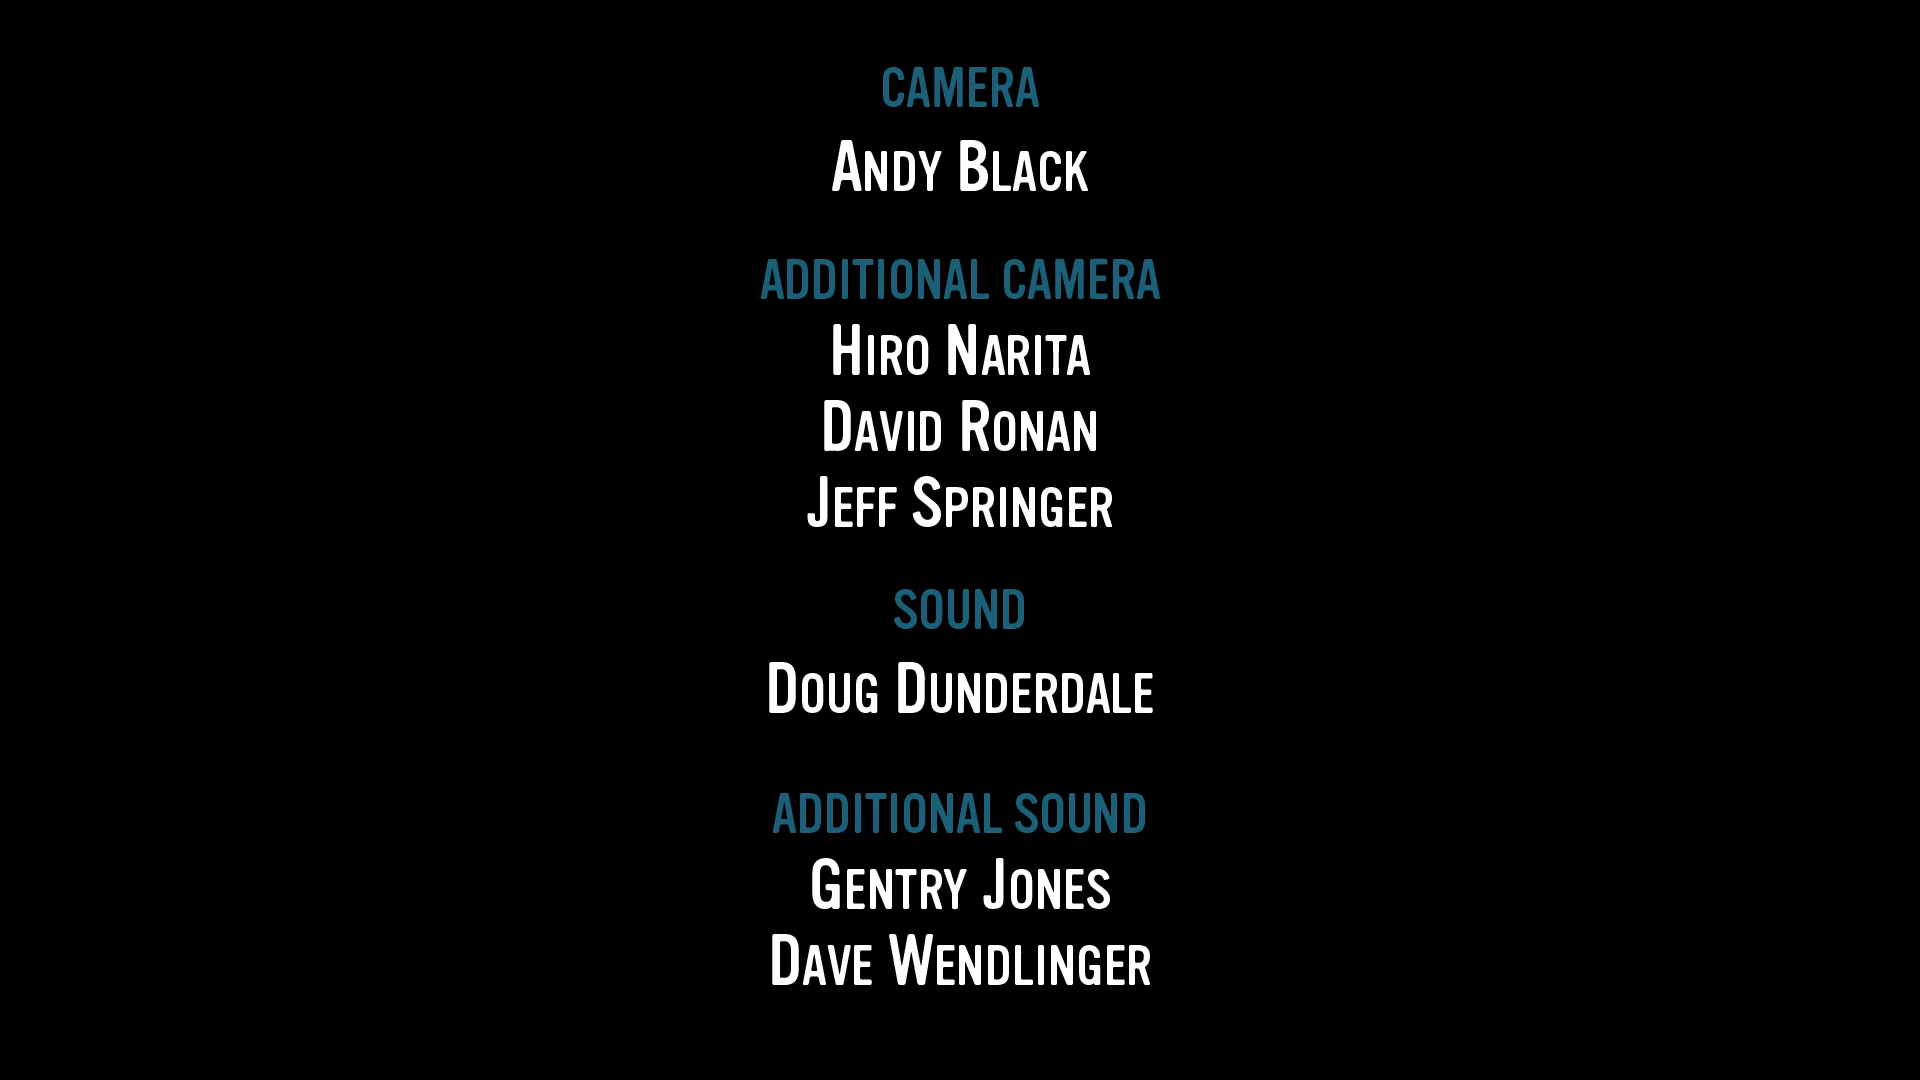 CAMERA
ANDY BLACK
ADDITIONAL CAMERA
HIRO NARITA
DAVID RONAN
JEFF SPRINGER
SOUND
DOUG DUNDERDALE
ADDITIONAL SOUND
GENTRY JONES
DAVE WENDLINGER